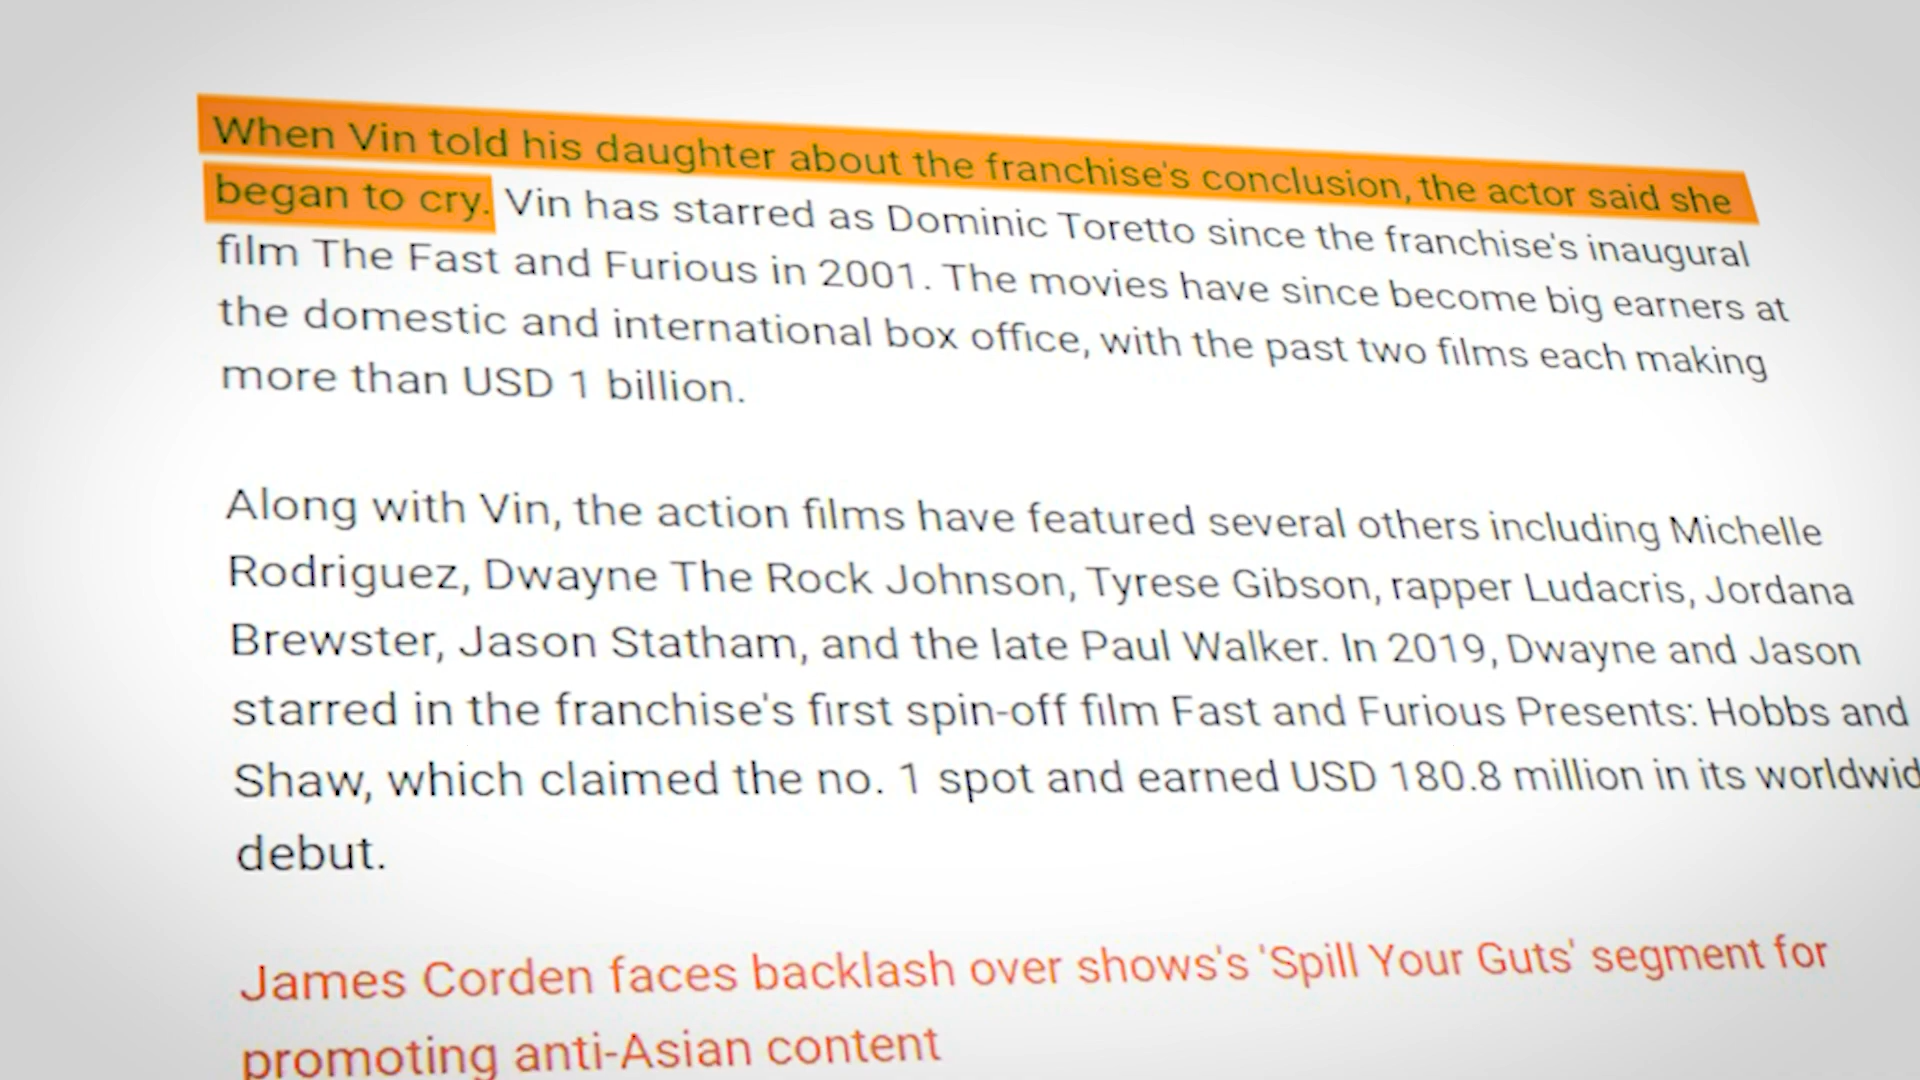 When Vin told his daughter about the franchise's conclusion, the actor said she
began to cry. Vin has starred as Dominic Toretto since the franchise's inaugural
film The Fast and Furious in 2001. The movies have since become big earners at
the domestic and international box office, with the past two films each making
more than USD 1 billion.
Along with Vin, the action films have featured several others including Michelle
Rodriguez, Dwayne The Rock Johnson, Tyrese Gibson, rapper Ludacris, Jordana
Brewster, Jason Statham, and the late Paul Walker. In 2019, Dwayne and Jason
starred in the franchise's first spin-off film Fast and Furious Presents: Hobbs and
Shaw, which claimed the no. 1 spot and earned USD 180.8 million in its worldwid
debut.
James Corden faces backlash over shows's 'Spill Your Guts' segment for
promoting anti-Asian content